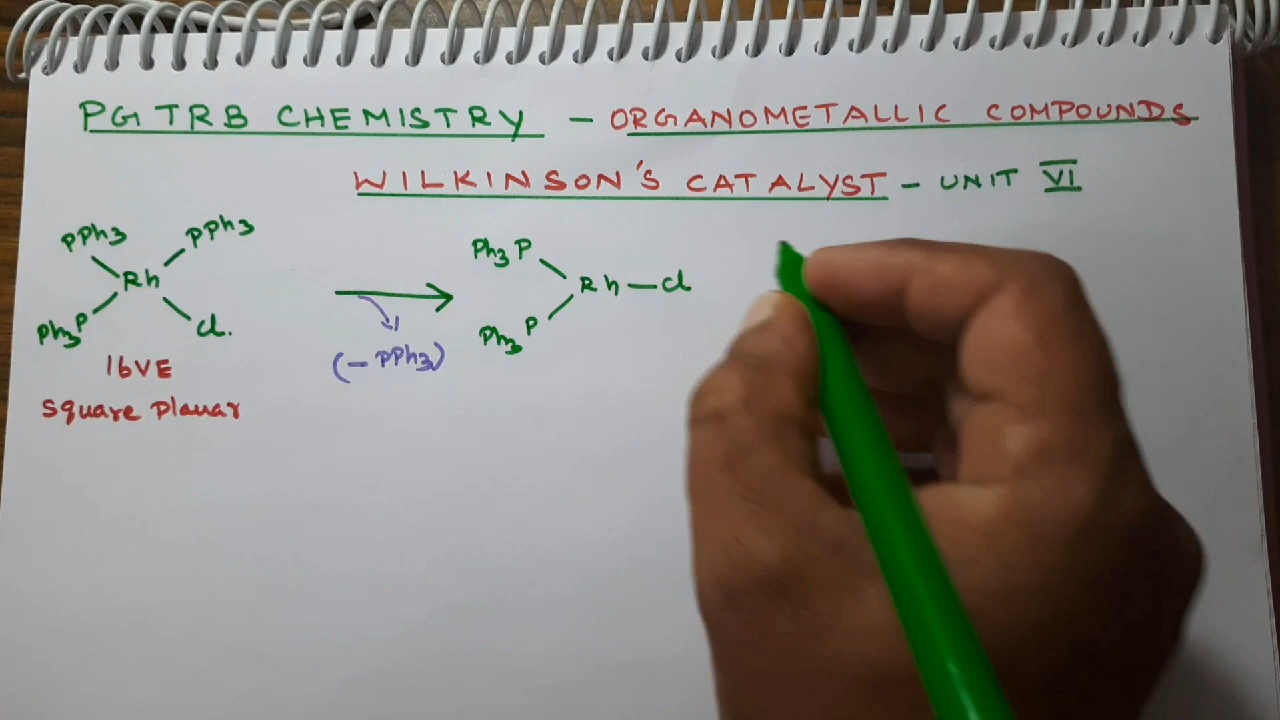 PG TRB CHEMISTRY - ORGANOMETALLIC COMPOUNDS
WILKINSON'S CATALYST - UNIT VI
PPh3 PPh3
Rh
Ph3P Cl.
16VE
Square Planar
(- PPh3)
Ph3P
Rh-Cl
Ph3P